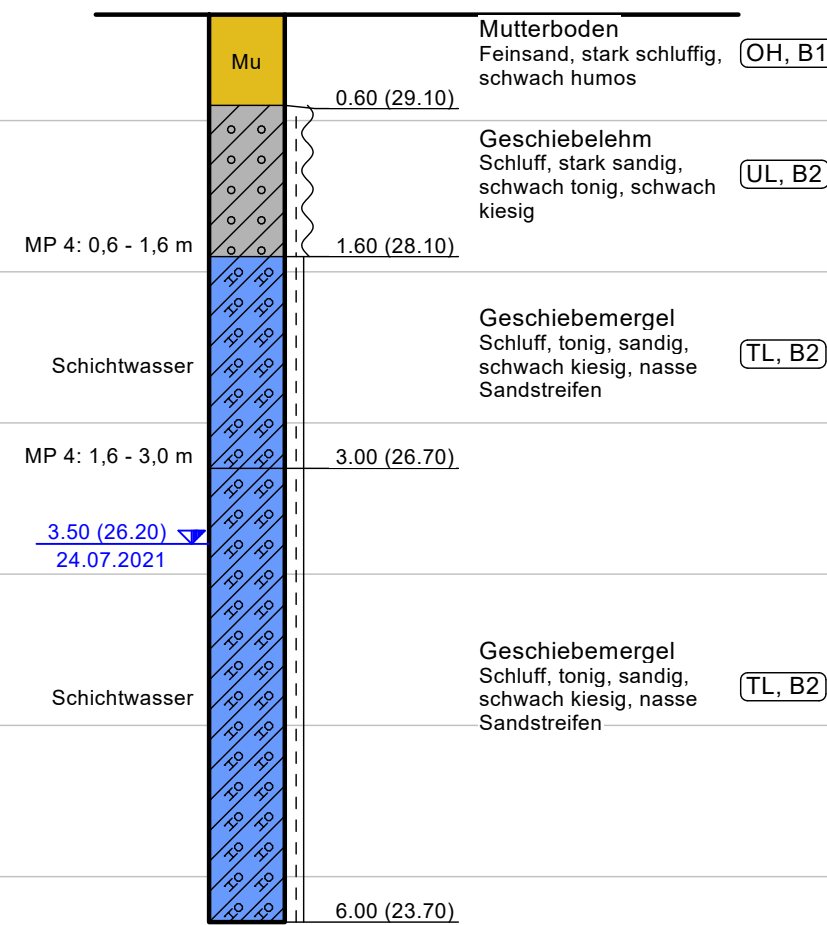 Mutterboden
Feinsand, stark schluffig,
schwach humos
OH, B1
Mu
0.60 (29.10)
Geschiebelehm
Schluff, stark sandig,
schwach tonig, schwach
kiesig
UL, B2
MP 4: 0,6 - 1,6 m
1.60 (28.10)
Geschiebemergel
Schluff, tonig, sandig,
schwach kiesig, nasse
Sandstreifen
TL, B2
Schichtwasser
MP 4: 1,6 - 3,0 m
3.00 (26.70)
3.50 (26.20)
24.07.2021
Geschiebemergel
Schluff, tonig, sandig,
schwach kiesig, nasse
Sandstreifen
TL, B2
Schichtwasser
6.00 (23.70)